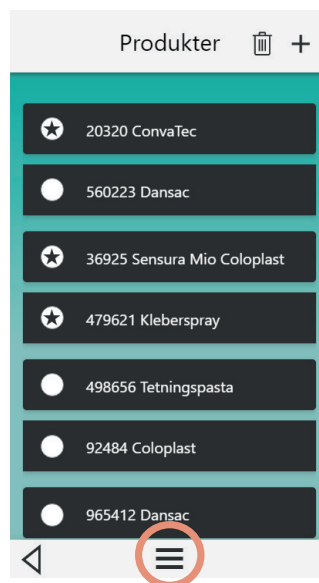 Produkter
20320 ConvaTec
560223 Dansac
36925 Sensura Mio Coloplast
479621 Kleberspray
498656 Tetningspasta
92484 Coloplast
965412 Dansac